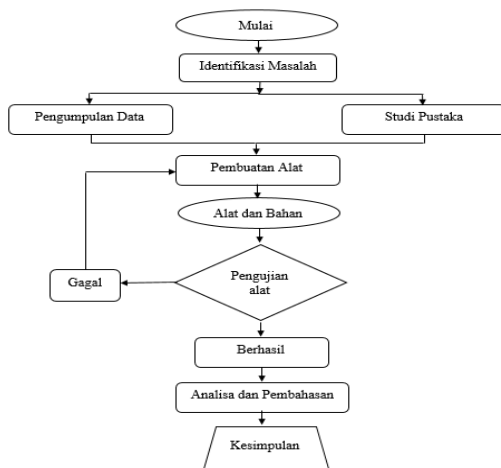 Mulai
Identifikasi Masalah
Pengumpulan Data
Studi Pustaka
Pembuatan Alat
Alat dan Bahan
Pengujian
alat
Gagal
Berhasil
Analisa dan Pembahasan
Kesimpulan